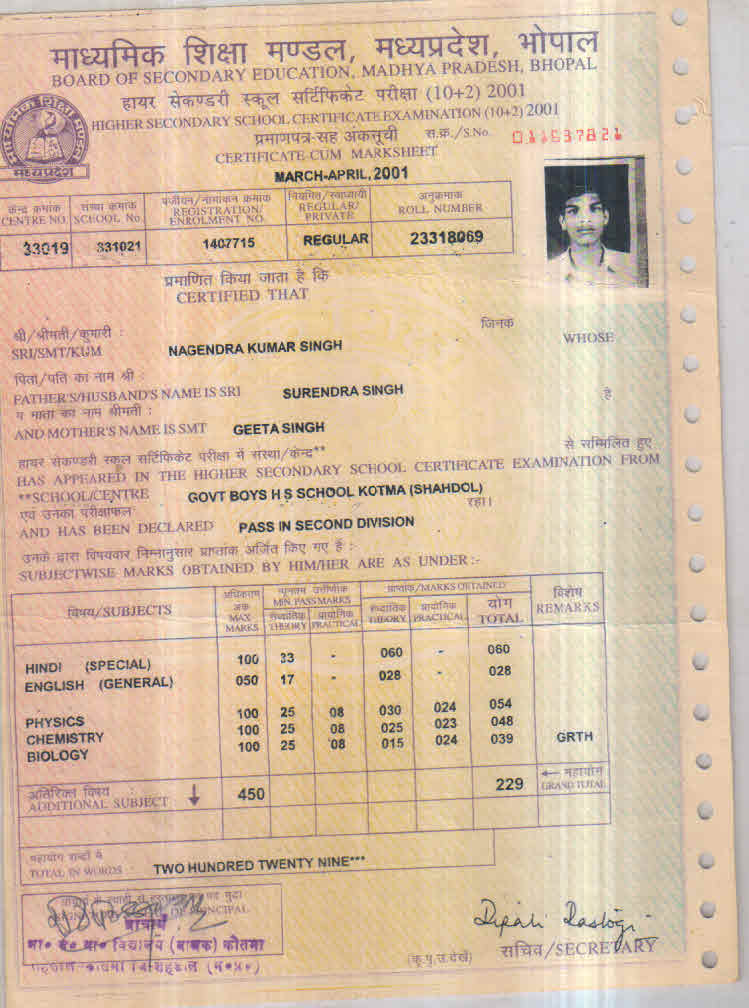 माध्यमिक शिक्षा मण्डल, मध्यप्रदेश, भोपाल
BOARD OF SECONDARY EDUCATION, MADHYA PRADESH, BHOPAL
हायर सेकण्डरी स्कूल सर्टिफिकेट परीक्षा (10+2) 2001
HIGHER SECONDARY SCHOOL CERTIFICATE EXAMINATION (10+2) 2001
प्रमाणपत्र-सह अंकसूची स.क्र./S.No.
CERTIFICATE CUM MARKSHEET
मध्यप्रदेश
MARCH-APRIL, 2001
केन्द्र क्रमांक संस्था क्रमांक पंजीयन/नामांकन क्रमांक नियमित/स्वाध्यायी अनुक्रमांक
CENTRE NO. SCHOOL No. REGISTRATION/ ENROLMENT NO. REGULAR/ PRIVATE ROLL NUMBER
33019 331021 1407715 REGULAR 23318069
प्रमाणित किया जाता है कि
CERTIFIED THAT
श्री/श्रीमती/कुमारी : जिनके
SRI/SMT/KUM NAGENDRA KUMAR SINGH WHOSE
पिता/पति का नाम श्री :
FATHER'S/HUSBAND'S NAME IS SRI SURENDRA SINGH है
व माता का नाम श्रीमती :
AND MOTHER'S NAME IS SMT GEETA SINGH
हायर सेकण्डरी स्कूल सर्टिफिकेट परीक्षा में संस्था/केन्द्र** से सम्मिलित हुए
HAS APPEARED IN THE HIGHER SECONDARY SCHOOL CERTIFICATE EXAMINATION FROM
**SCHOOL/CENTRE GOVT BOYS H S SCHOOL KOTMA (SHAHDOL)
एवं उनका परीक्षाफल रहा।
AND HAS BEEN DECLARED PASS IN SECOND DIVISION
उनके द्वारा विषयवार निम्नानुसार प्राप्तांक अर्जित किए गए है :
SUBJECTWISE MARKS OBTAINED BY HIM/HER ARE AS UNDER:-
विषय/SUBJECTS अधिकतम अंक MAX MARKS न्यूनतम उत्तीर्णांक MIN. PASS MARKS प्राप्तांक/MARKS OBTAINED विशेष REMARKS
सैध्दांतिक THEORY प्रायोगिक PRACTICAL सैध्दांतिक THEORY प्रायोगिक PRACTICAL योग TOTAL
HINDI (SPECIAL) 100 33 - 060 - 060
ENGLISH (GENERAL) 050 17 - 028 - 028
PHYSICS 100 25 08 030 024 054
CHEMISTRY 100 25 08 025 023 048
BIOLOGY 100 25 08 015 024 039 GRTH
अतिरिक्त विषय : 450 229 ← महायोग
ADDITIONAL SUBJECT ↓ GRAND TOTAL
महायोग शब्दों में
TOTAL IN WORDS : TWO HUNDRED TWENTY NINE***
PRINCIPAL
प्राचार्य
विद्यालय (बालक) कोतमा
Dipali Rastogi
(कृ.पृ.उ.देखें) सचिव/SECRETARY